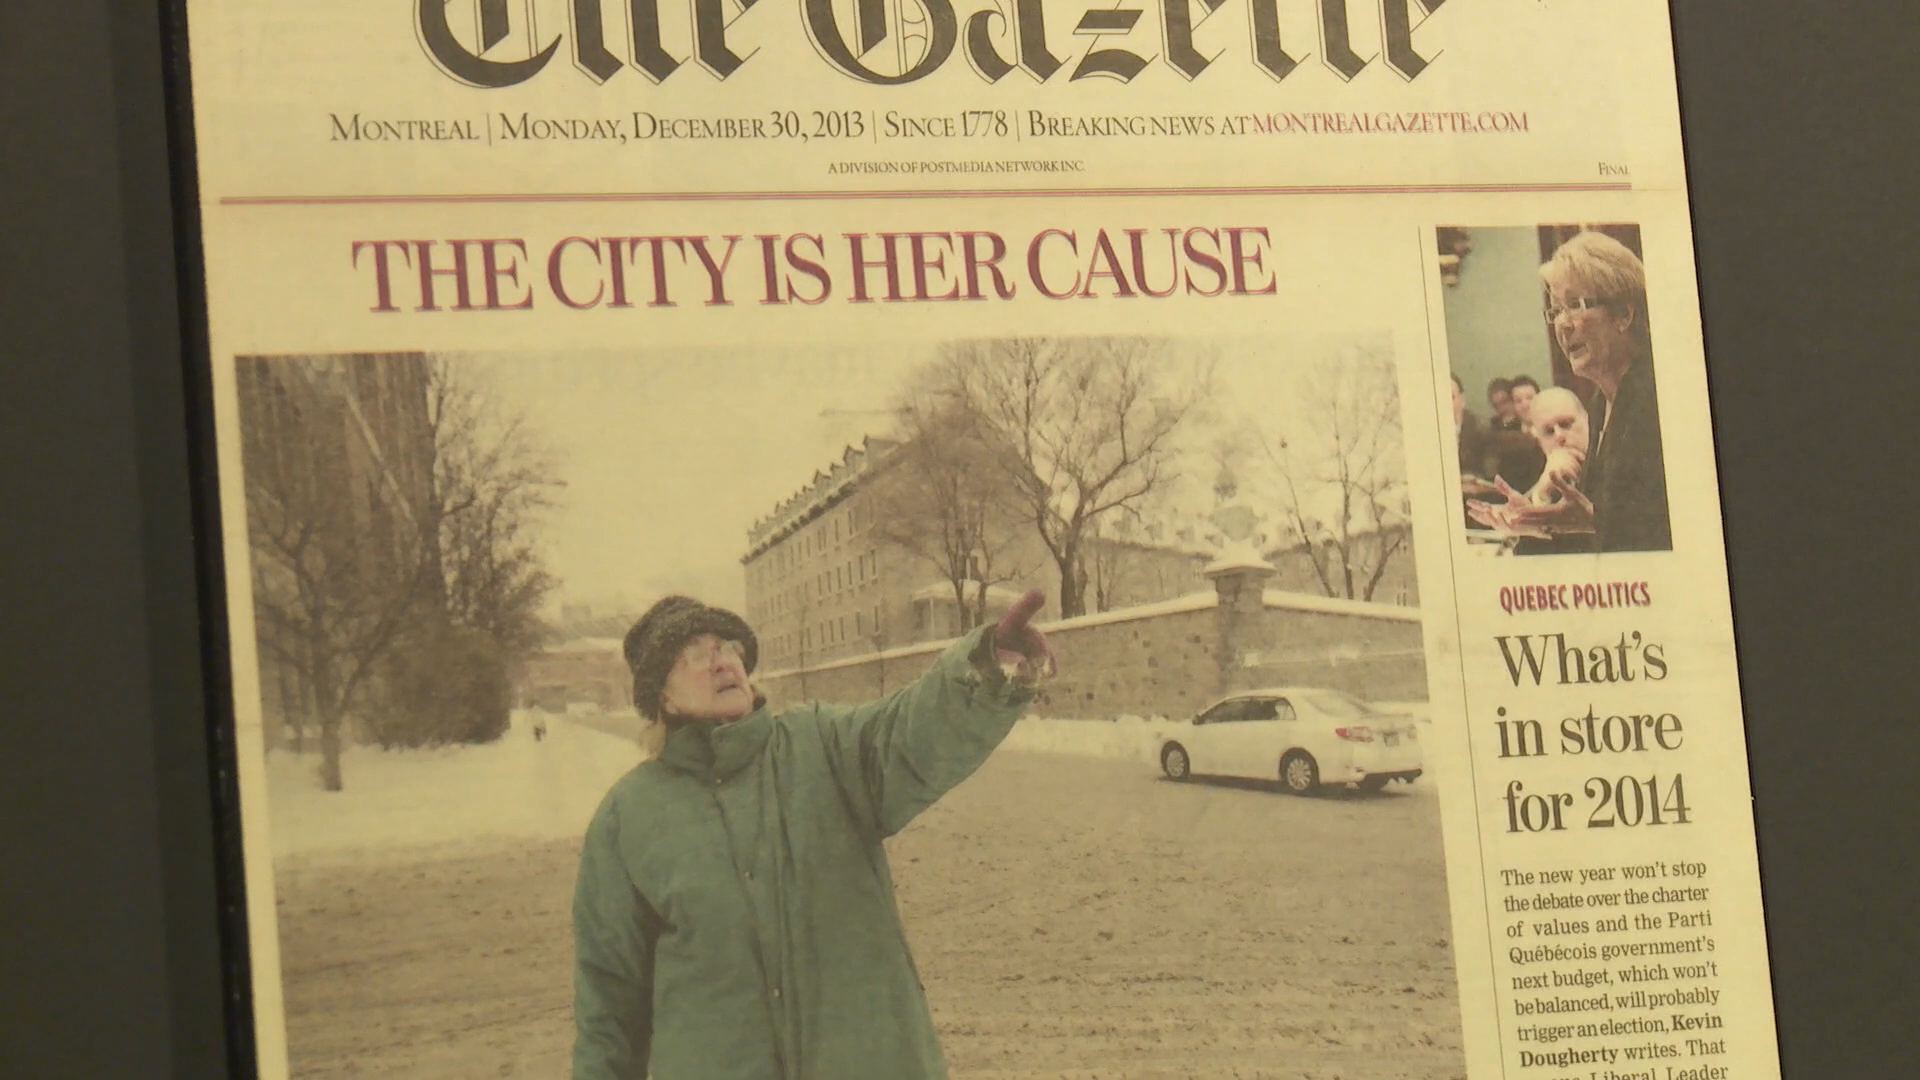 The Gazette
MONTREAL | MONDAY, DECEMBER 30, 2013 | SINCE 1778 | BREAKING NEWS AT MONTREALGAZETTE.COM
A DIVISION OF POSTMEDIA NETWORK INC.
FINAL
THE CITY IS HER CAUSE
QUEBEC POLITICS
What's
in store
for 2014
The new year won't stop
the debate over the charter
of values and the Parti
Québécois government's
next budget, which won't
be balanced, will probably
trigger an election, Kevin
Dougherty writes. That
Liberal Leader